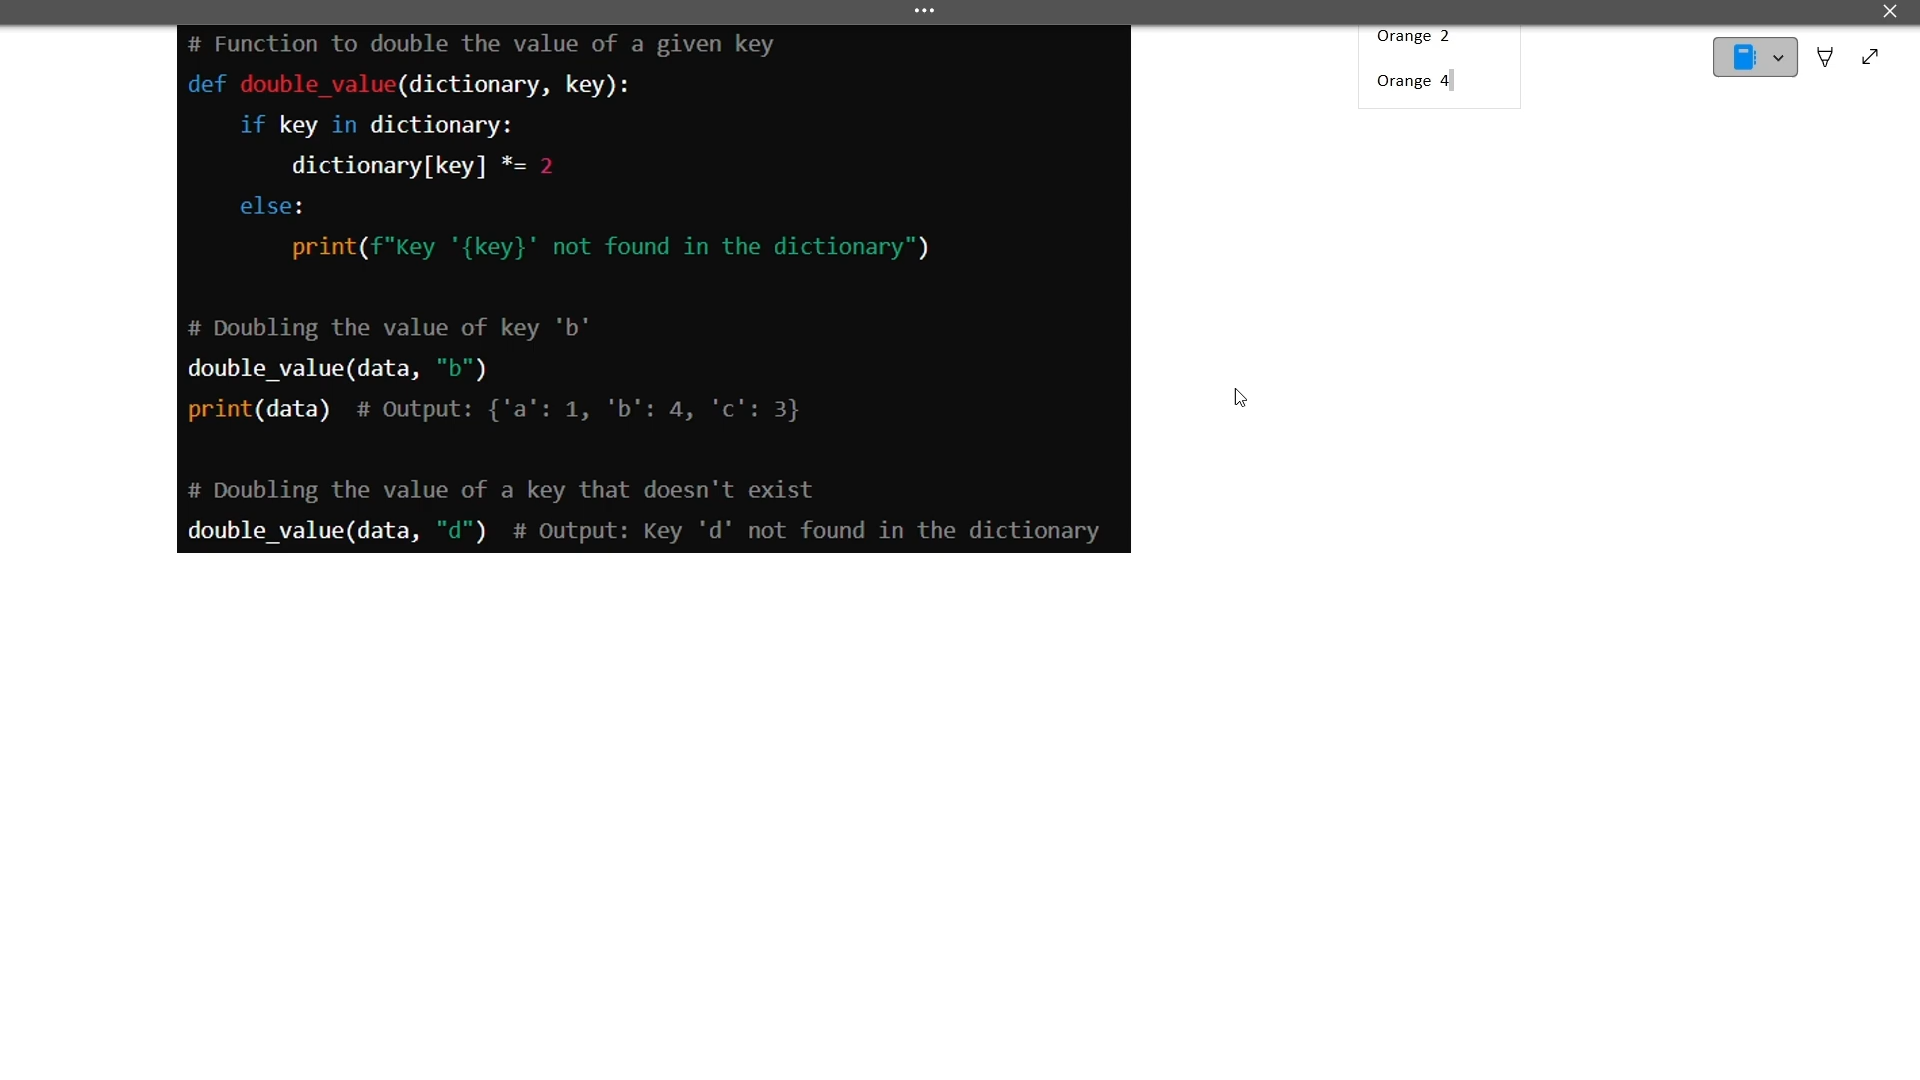 # Function to double the value of a given key
def double_value(dictionary, key):
    if key in dictionary:
        dictionary[key] *= 2
    else:
        print(f"Key '{key}' not found in the dictionary")
# Doubling the value of key 'b'
double_value(data, "b")
print(data)  # Output: {'a': 1, 'b': 4, 'c': 3}
# Doubling the value of a key that doesn't exist
double_value(data, "d")  # Output: Key 'd' not found in the dictionary
Orange 2
Orange 4